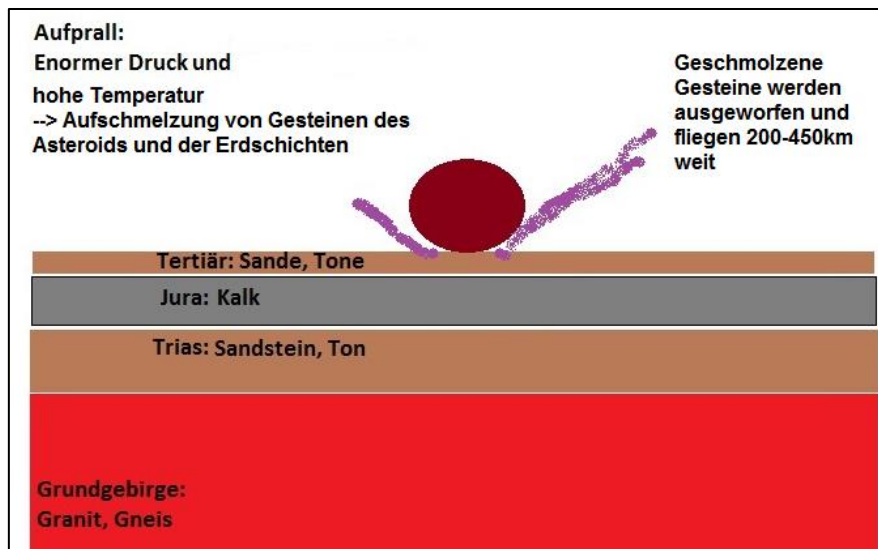 Aufprall:
Enormer Druck und
hohe Temperatur
--> Aufschmelzung von Gesteinen des
Asteroids und der Erdschichten
Geschmolzene
Gesteine werden
ausgeworfen und
fliegen 200-450km
weit
Tertiär: Sande, Tone
Jura: Kalk
Trias: Sandstein, Ton
Grundgebirge:
Granit, Gneis